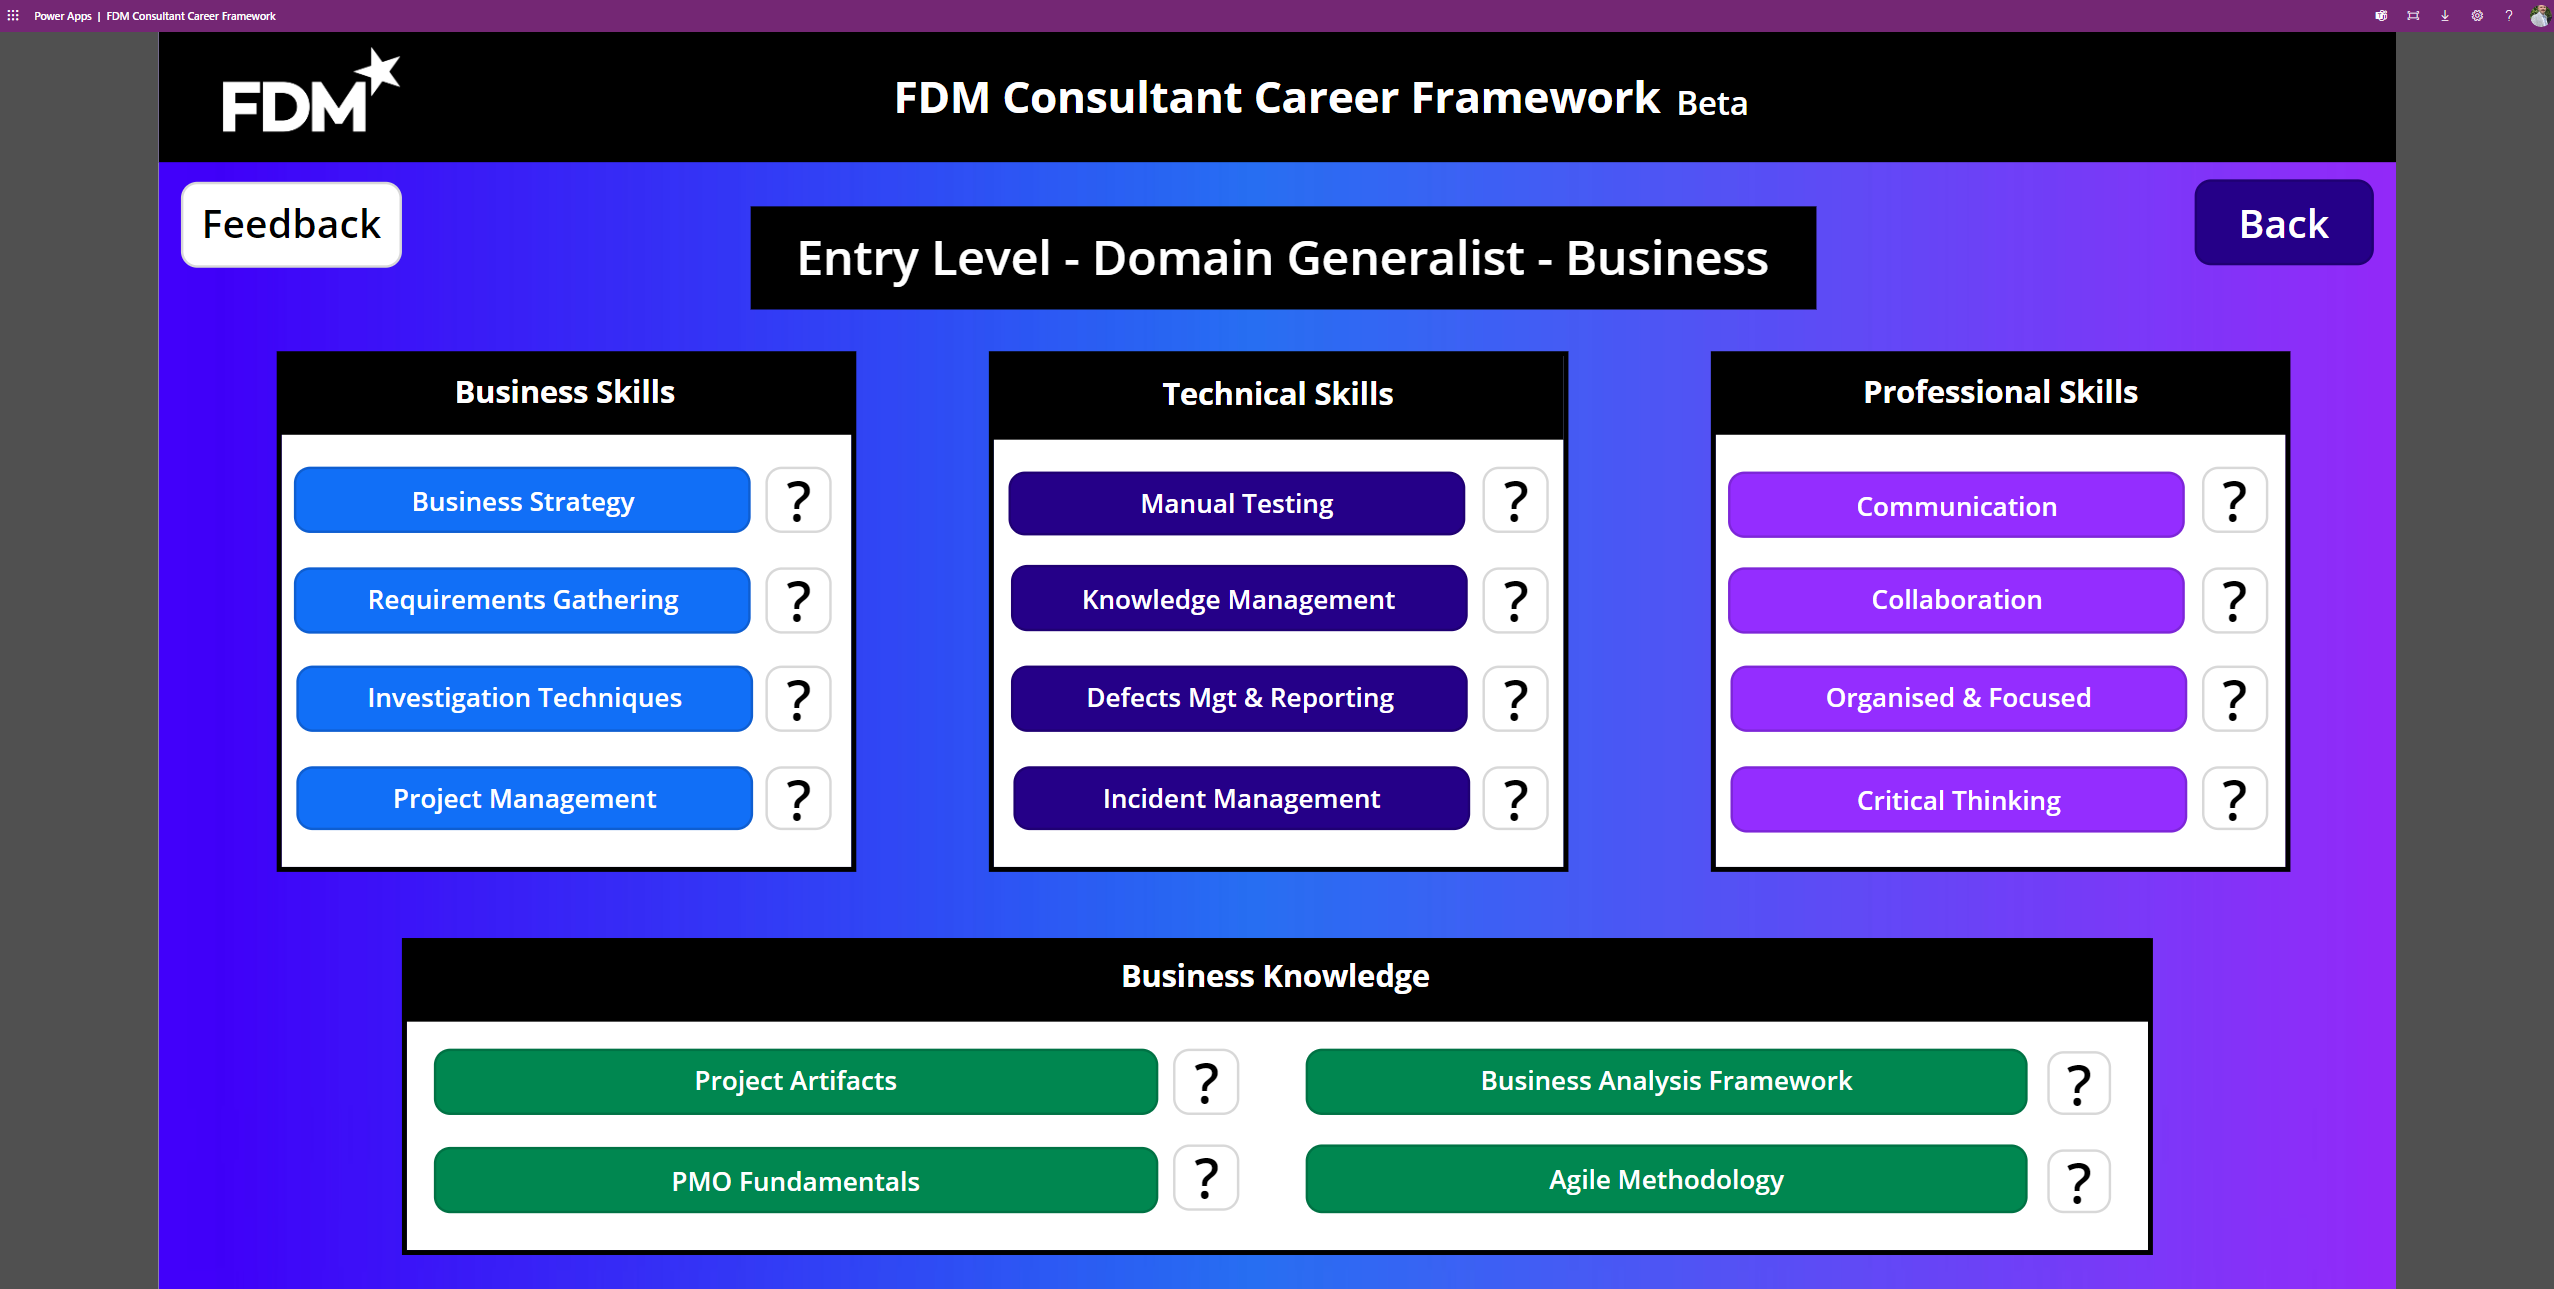 Power Apps | FDM Consultant Career Framework
?
FDM
FDM Consultant Career Framework Beta
Feedback
Back
Entry Level - Domain Generalist - Business
Business Skills
Business Strategy ?
Requirements Gathering ?
Investigation Techniques ?
Project Management ?
Technical Skills
Manual Testing ?
Knowledge Management ?
Defects Mgt & Reporting ?
Incident Management ?
Professional Skills
Communication ?
Collaboration ?
Organised & Focused ?
Critical Thinking ?
Business Knowledge
Project Artifacts ?
Business Analysis Framework ?
PMO Fundamentals ?
Agile Methodology ?